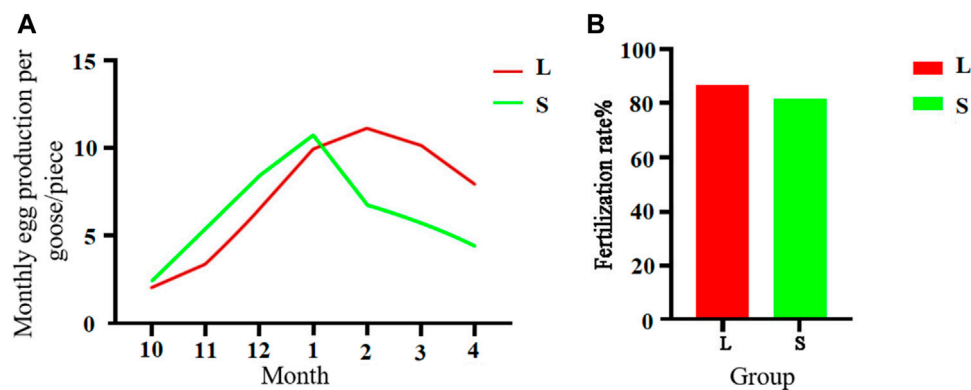 A
Monthly egg production per
goose/piece
15
10
5
0
10 11 12 1 2 3 4
Month
L
S
B
Fertilization rate%
100
80
60
40
20
0
L S
Group
L
S